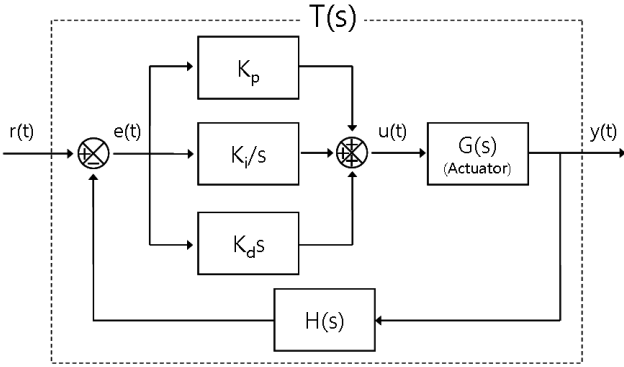 T(s)
K_p
r(t)
e(t)
K_i/s
u(t)
G(s)
(Actuator)
y(t)
K_ds
H(s)